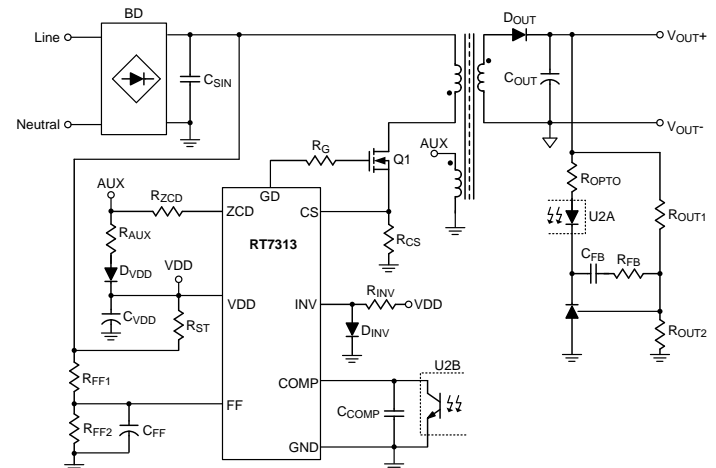 BD
Line
Neutral
CSIN
DOUT
COUT
VOUT+
VOUT-
RG
Q1
AUX
GD
AUX
RZCD
ZCD
CS
RCS
RAUX
DVDD
VDD
CVDD
RST
RT7313
VDD
INV
RINV
VDD
DINV
ROPTO
U2A
ROUT1
CFB
RFB
ROUT2
RFF1
RFF2
CFF
FF
COMP
CCOMP
U2B
GND